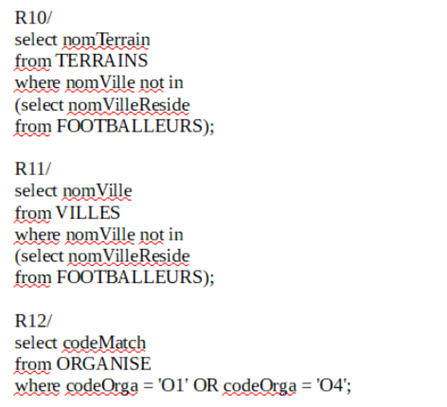 R10/
select nomTerrain
from TERRAINS
where nomVille not in
(select nomVilleReside
from FOOTBALLEURS);
R11/
select nomVille
from VILLES
where nomVille not in
(select nomVilleReside
from FOOTBALLEURS);
R12/
select codeMatch
from ORGANISE
where codeOrga = 'O1' OR codeOrga = 'O4';